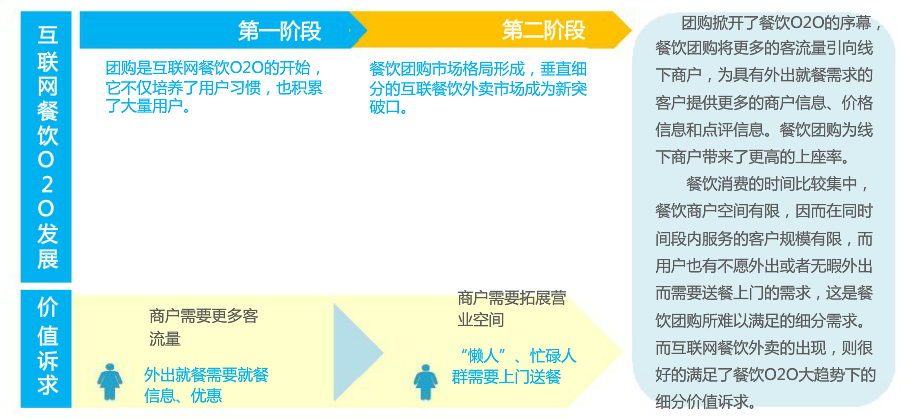 互联网餐饮O2O发展
第一阶段
团购是互联网餐饮O2O的开始，
它不仅培养了用户习惯，也积累
了大量用户。
第二阶段
餐饮团购市场格局形成，垂直细
分的互联餐饮外卖市场成为新突
破口。
价值诉求
商户需要更多客
流量
外出就餐需要就餐
信息、优惠
商户需要拓展营
业空间
“懒人”、忙碌人
群需要上门送餐
团购掀开了餐饮O2O的序幕，
餐饮团购将更多的客流量引向线
下商户，为具有外出就餐需求的
客户提供更多的商户信息、价格
信息和点评信息。餐饮团购为线
下商户带来了更高的上座率。
餐饮消费的时间比较集中，
餐饮商户空间有限，因而在同时
间段内服务的客户规模有限，而
用户也有不愿外出或者无暇外出
而需要送餐上门的需求，这是餐
饮团购所难以满足的细分需求。
而互联网餐饮外卖的出现，则很
好的满足了餐饮O2O大趋势下的
细分价值诉求。